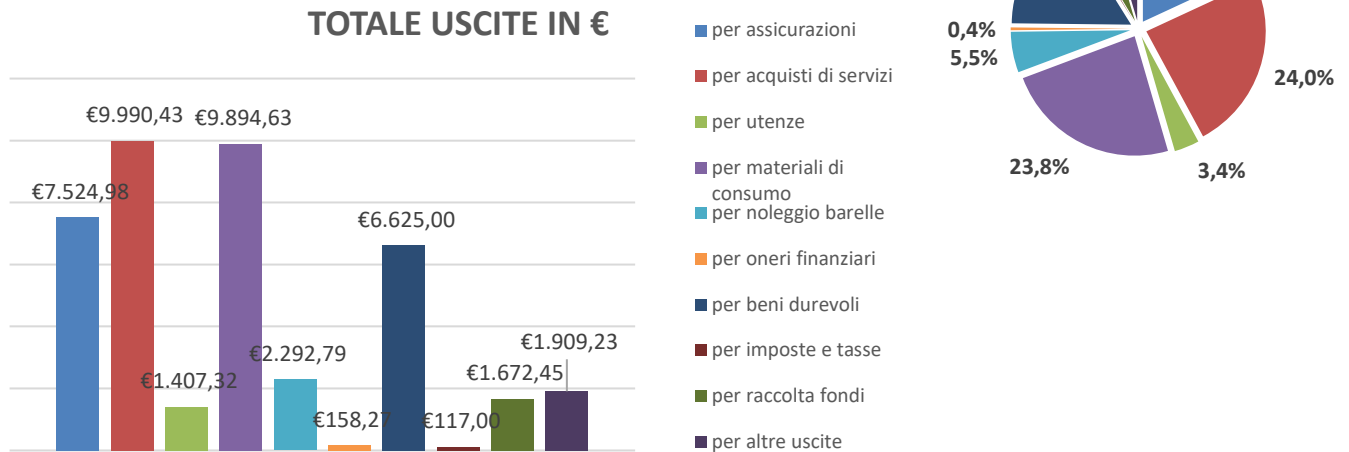 TOTALE USCITE IN €
€7.524,98
€9.990,43
€1.407,32
€9.894,63
€2.292,79
€158,27
€6.625,00
€117,00
€1.672,45
€1.909,23
per assicurazioni
per acquisti di servizi
per utenze
per materiali di
consumo
per noleggio barelle
per oneri finanziari
per beni durevoli
per imposte e tasse
per raccolta fondi
per altre uscite
0,4%
5,5%
24,0%
23,8%
3,4%